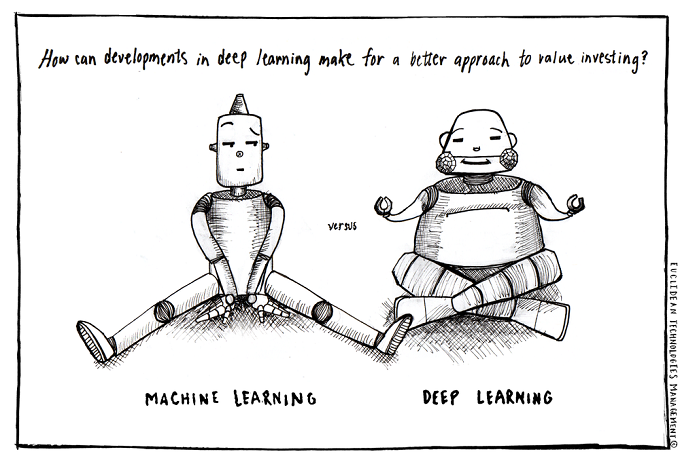 How can developments in deep learning make for a better approach to value investing?
versus
MACHINE LEARNING
DEEP LEARNING
EUCLIDEAN TECHNOLOGIES MANAGEMENT ©